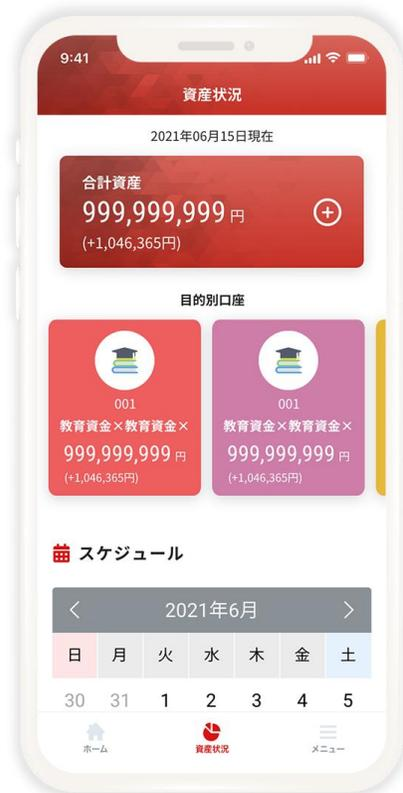 9:41
資産状況
2021年06月15日現在
合計資産
999,999,999 円
(+1,046,365円)
目的別口座
001
教育資金×教育資金×
999,999,999 円
(+1,046,365円)
001
教育資金×教育資金×
999,999,999 円
(+1,046,365円)
スケジュール
2021年6月
日 月 火 水 木 金 土
30 31 1 2 3 4 5
ホーム 資産状況 メニュー